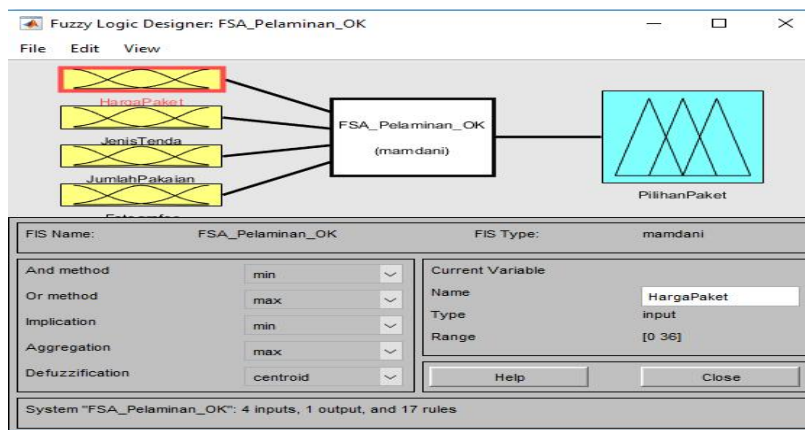 Fuzzy Logic Designer: FSA_Pelaminan_OK
File Edit View
HargaPaket
JenisTenda
JumlahPakaian
FSA_Pelaminan_OK
(mamdani)
PilihanPaket
FIS Name: FSA_Pelaminan_OK FIS Type: mamdani
And method min
Or method max
Implication min
Aggregation max
Defuzzification centroid
Current Variable
Name HargaPaket
Type input
Range [0 36]
Help Close
System "FSA_Pelaminan_OK": 4 inputs, 1 output, and 17 rules